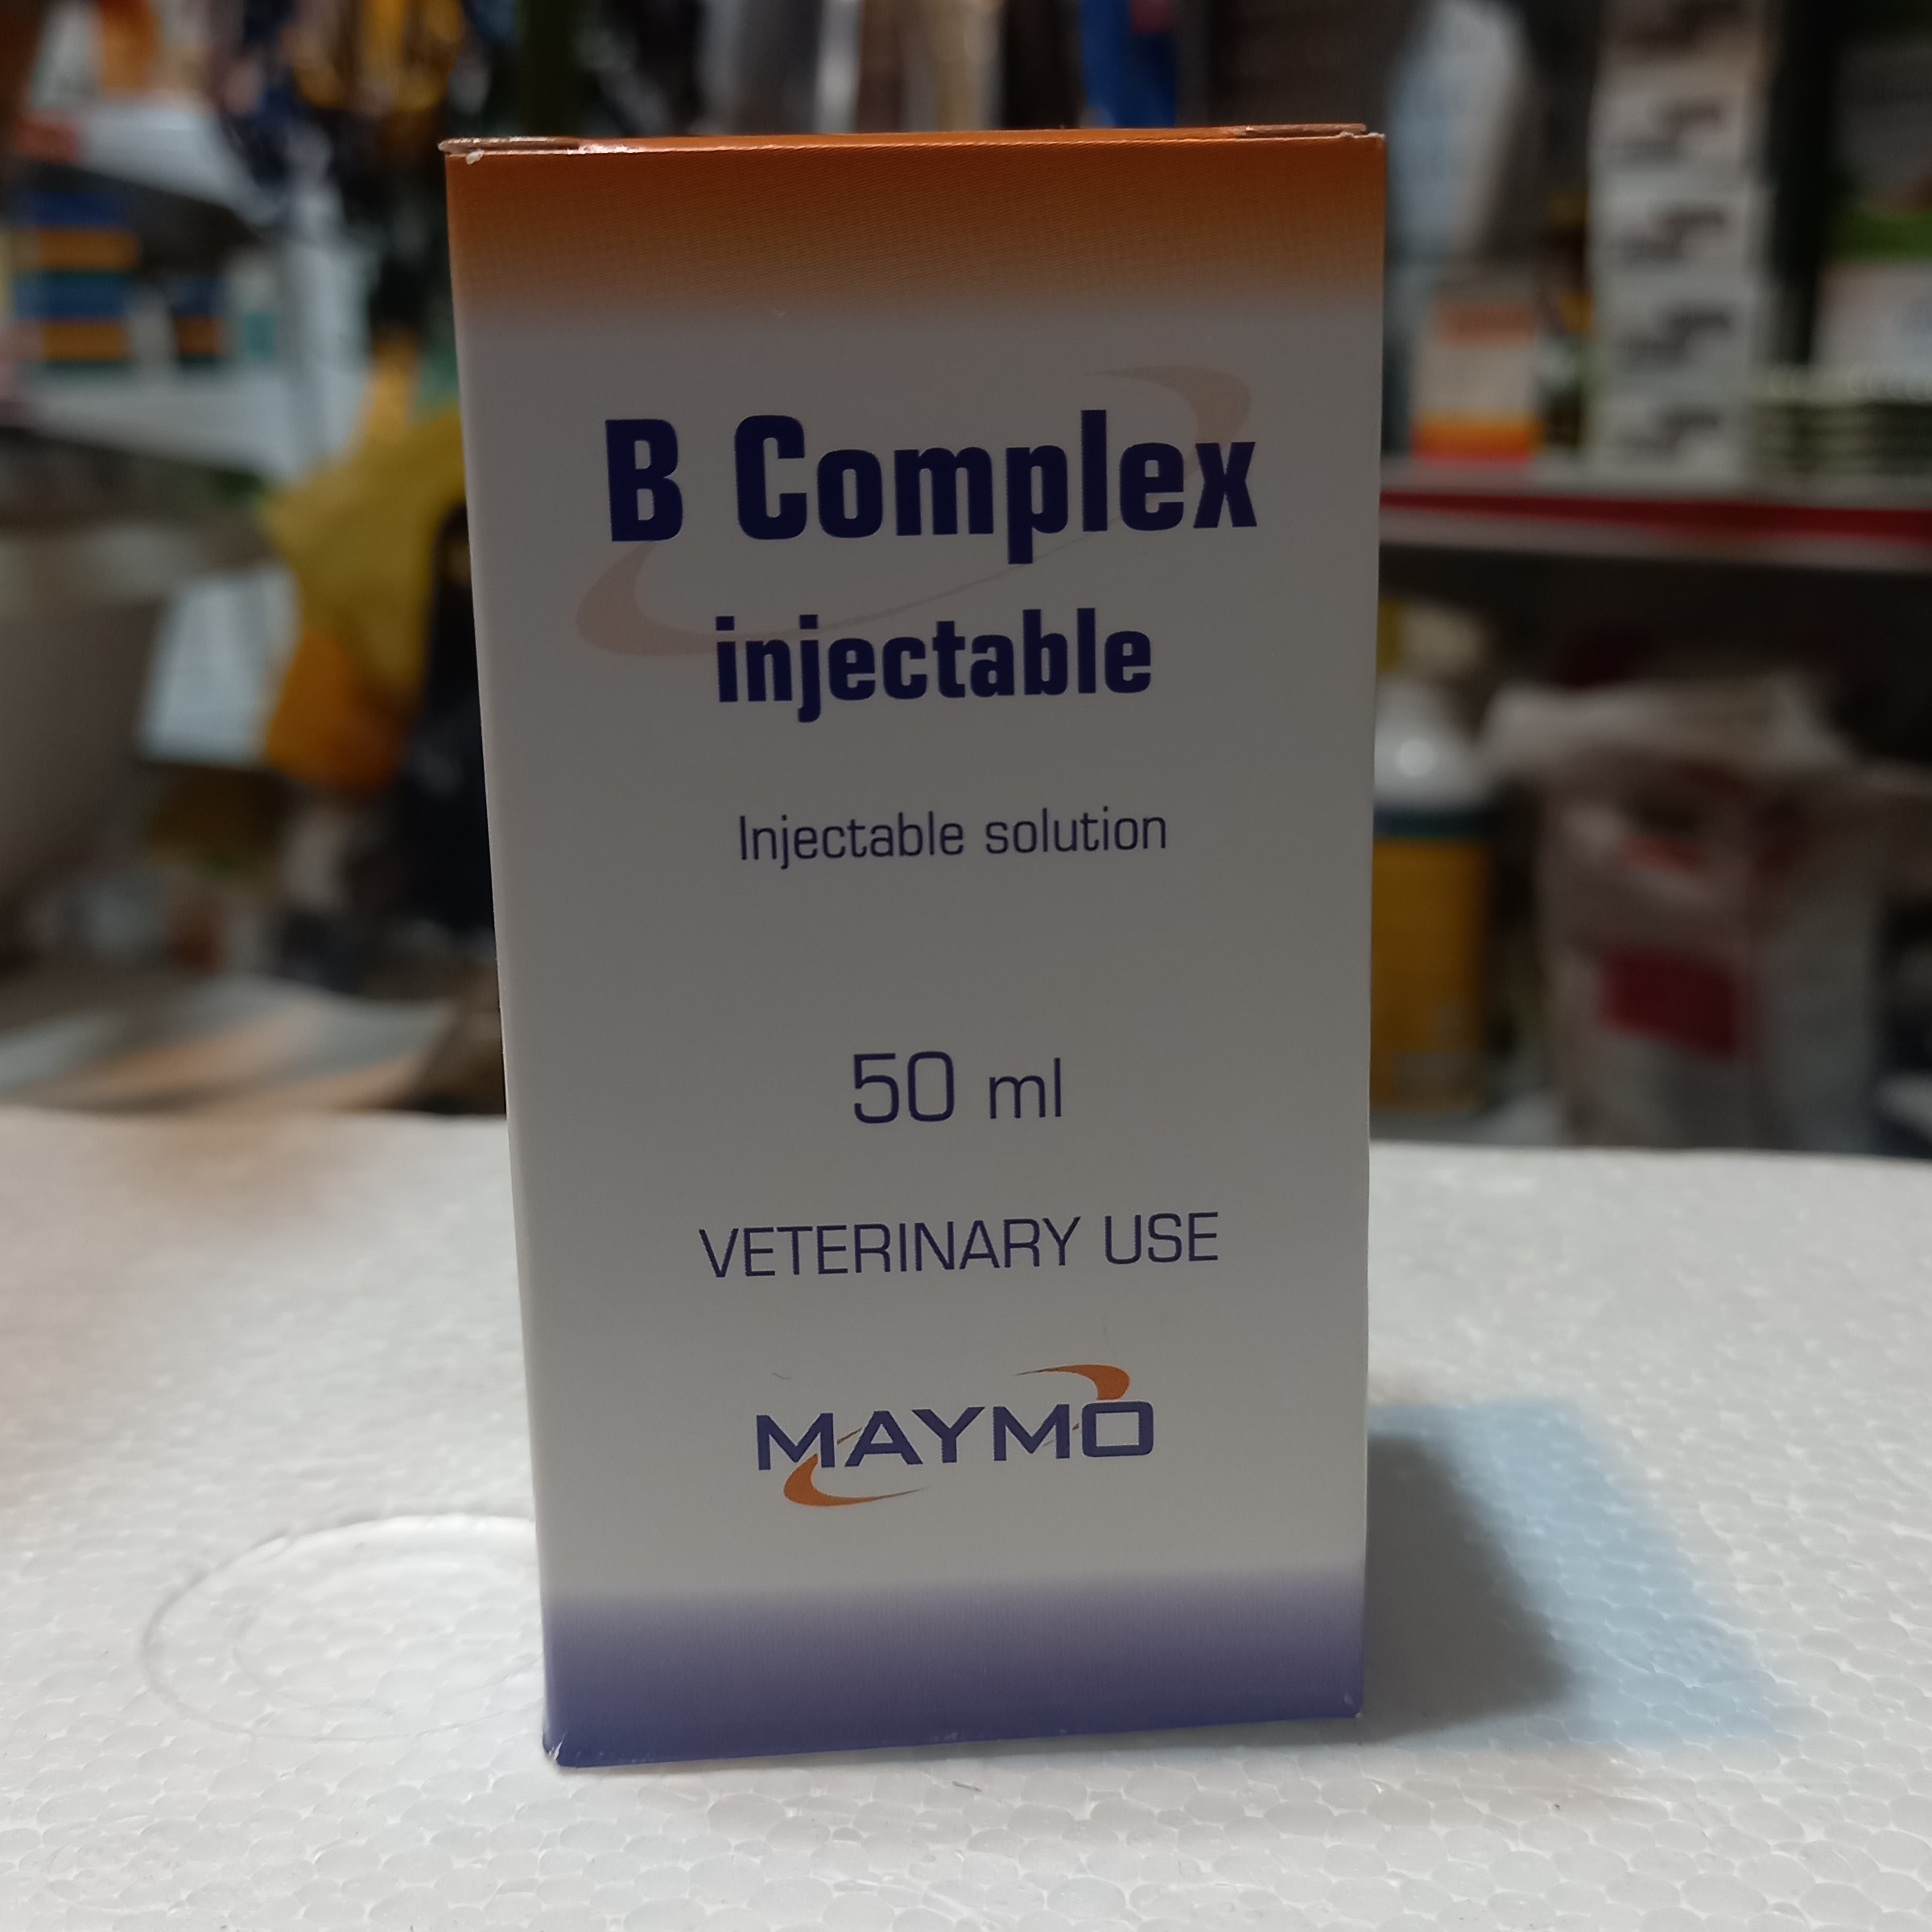 B Complex
injectable
Injectable solution
50 ml
VETERINARY USE
MAYMO